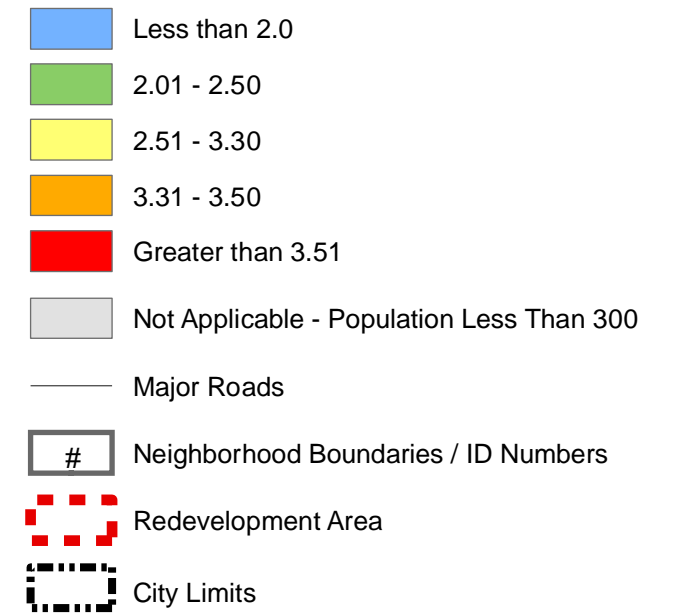 Less than 2.0
2.01 - 2.50
2.51 - 3.30
3.31 - 3.50
Greater than 3.51
Not Applicable - Population Less Than 300
Major Roads
# Neighborhood Boundaries / ID Numbers
Redevelopment Area
City Limits